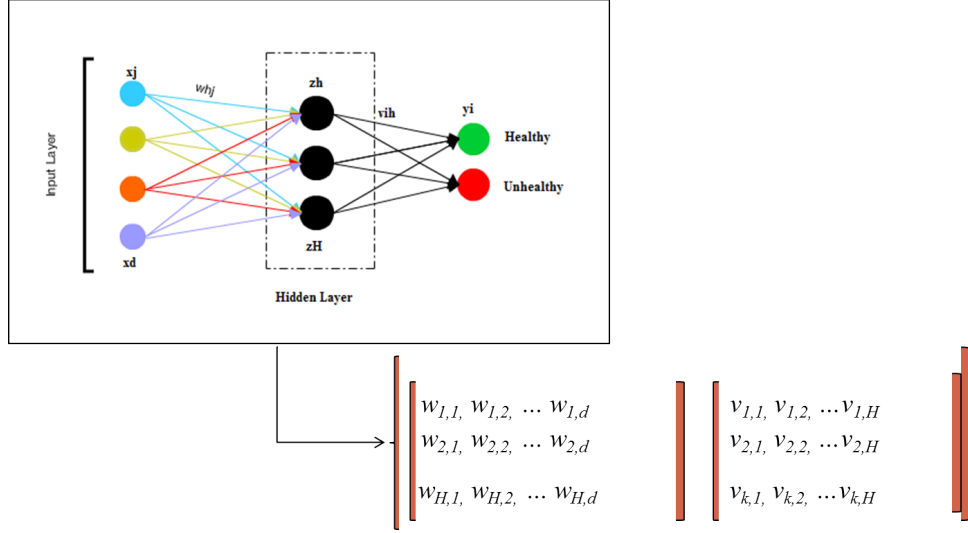 xj
whj
zh
vih
yi
Healthy
Input Layer
Unhealthy
xd
zH
Hidden Layer
w1,1, w1,2, ... w1,d
w2,1, w2,2, ... w2,d
wH,1, wH,2, ... wH,d
v1,1, v1,2, ...v1,H
v2,1, v2,2, ...v2,H
vk,1, vk,2, ...vk,H